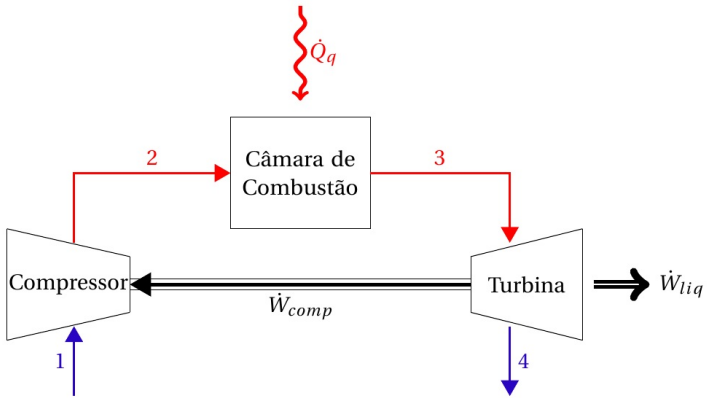 Q̇q
2
Câmara de
Combustão
3
Compressor
Ẇcomp
Turbina
Ẇliq
1
4